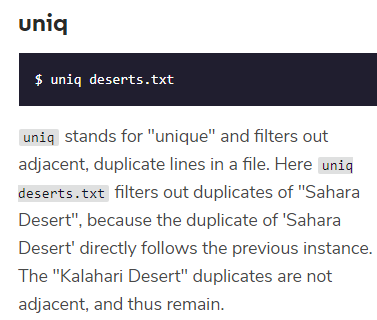 uniq
$ uniq deserts.txt
uniq stands for "unique" and filters out
adjacent, duplicate lines in a file. Here uniq
deserts.txt filters out duplicates of "Sahara
Desert", because the duplicate of 'Sahara
Desert' directly follows the previous instance.
The "Kalahari Desert" duplicates are not
adjacent, and thus remain.